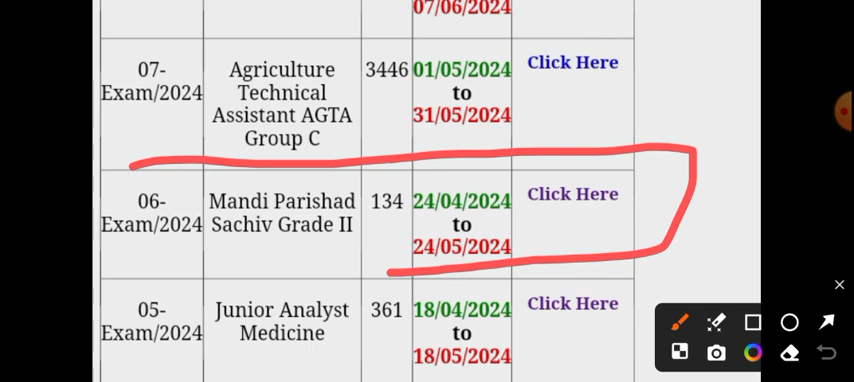 07/06/2024
07-
Exam/2024
Agriculture
Technical
Assistant AGTA
Group C
3446
01/05/2024
to
31/05/2024
Click Here
06-
Exam/2024
Mandi Parishad
Sachiv Grade II
134
24/04/2024
to
24/05/2024
Click Here
05-
Exam/2024
Junior Analyst
Medicine
361
18/04/2024
to
18/05/2024
Click Here